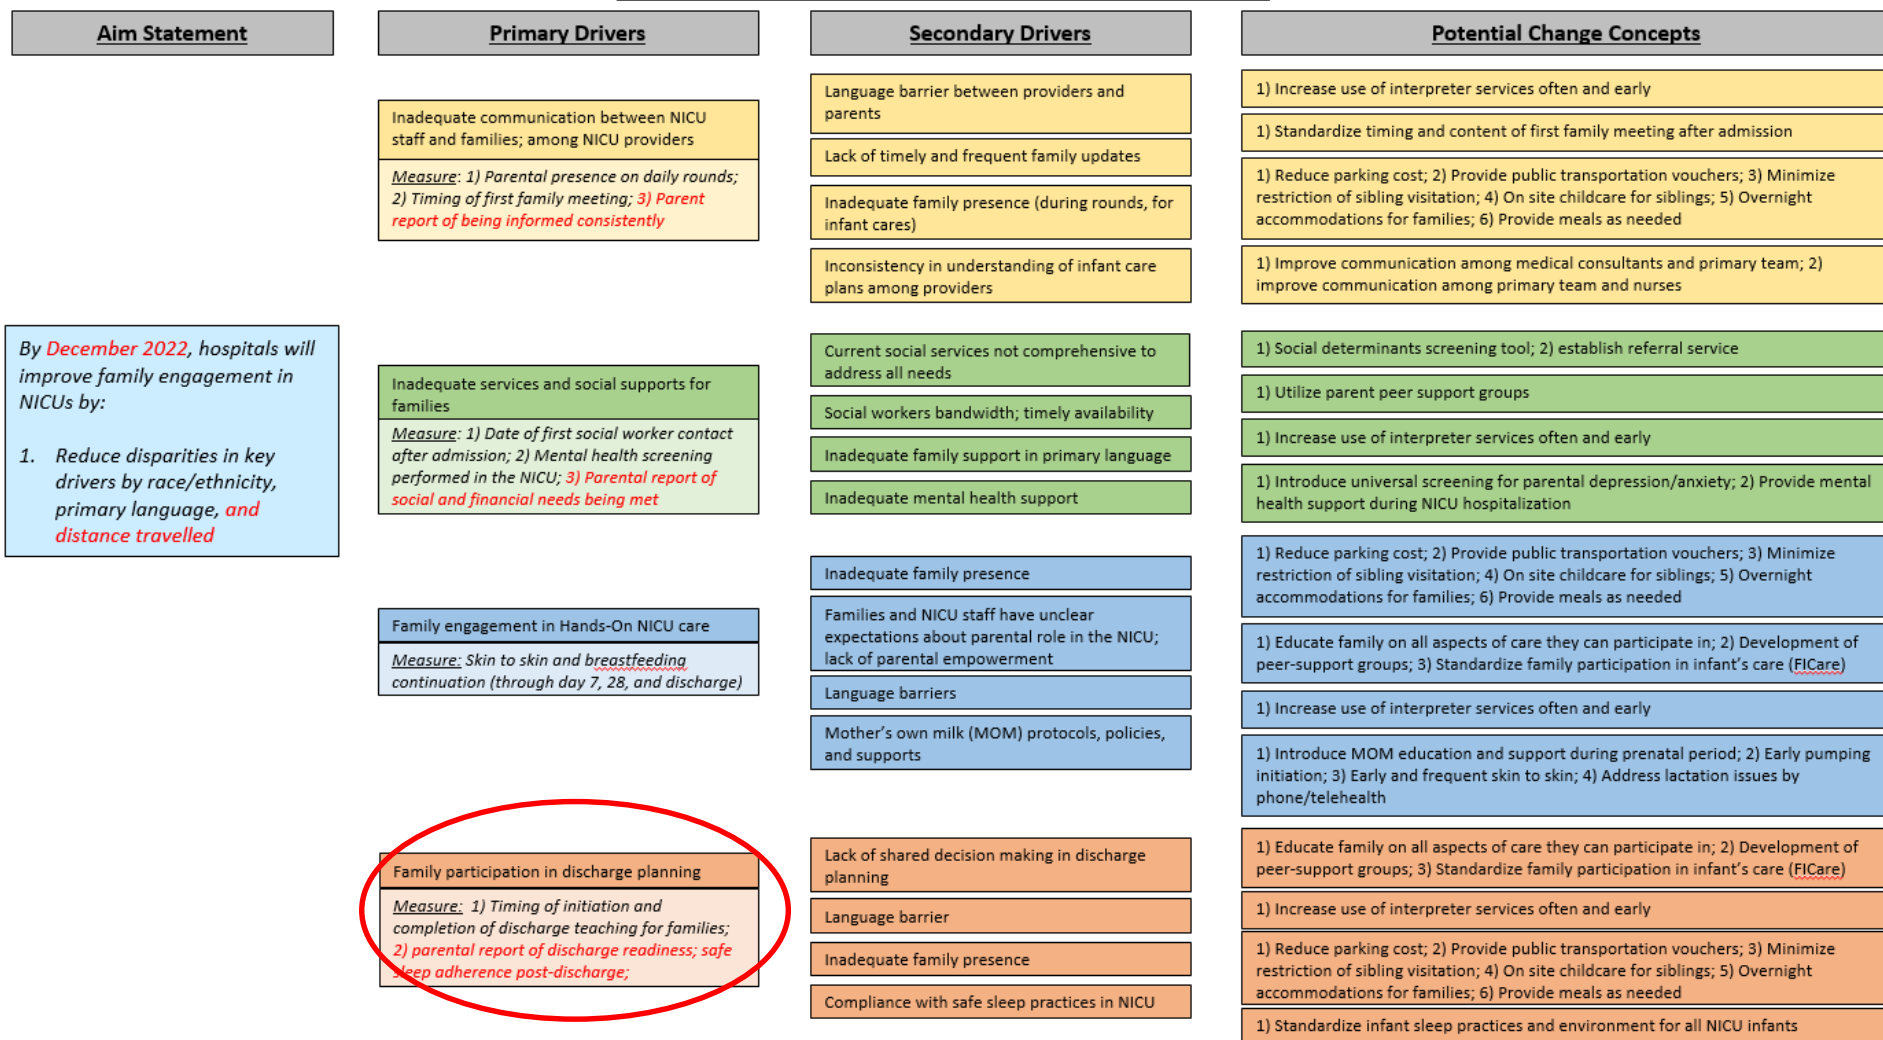 Aim Statement
Primary Drivers
Secondary Drivers
Potential Change Concepts
By December 2022, hospitals will
improve family engagement in
NICUs by:
1. Reduce disparities in key
drivers by race/ethnicity,
primary language, and
distance travelled
Inadequate communication between NICU
staff and families; among NICU providers
Measure: 1) Parental presence on daily rounds;
2) Timing of first family meeting; 3) Parent
report of being informed consistently
Language barrier between providers and
parents
Lack of timely and frequent family updates
Inadequate family presence (during rounds, for
infant cares)
Inconsistency in understanding of infant care
plans among providers
1) Increase use of interpreter services often and early
1) Standardize timing and content of first family meeting after admission
1) Reduce parking cost; 2) Provide public transportation vouchers; 3) Minimize
restriction of sibling visitation; 4) On site childcare for siblings; 5) Overnight
accommodations for families; 6) Provide meals as needed
1) Improve communication among medical consultants and primary team; 2)
improve communication among primary team and nurses
Inadequate services and social supports for
families
Measure: 1) Date of first social worker contact
after admission; 2) Mental health screening
performed in the NICU; 3) Parental report of
social and financial needs being met
Current social services not comprehensive to
address all needs
Social workers bandwidth; timely availability
Inadequate family support in primary language
Inadequate mental health support
1) Social determinants screening tool; 2) establish referral service
1) Utilize parent peer support groups
1) Increase use of interpreter services often and early
1) Introduce universal screening for parental depression/anxiety; 2) Provide mental
health support during NICU hospitalization
Family engagement in Hands-On NICU care
Measure: Skin to skin and breastfeeding
continuation (through day 7, 28, and discharge)
Inadequate family presence
Families and NICU staff have unclear
expectations about parental role in the NICU;
lack of parental empowerment
Language barriers
Mother's own milk (MOM) protocols, policies,
and supports
1) Reduce parking cost; 2) Provide public transportation vouchers; 3) Minimize
restriction of sibling visitation; 4) On site childcare for siblings; 5) Overnight
accommodations for families; 6) Provide meals as needed
1) Educate family on all aspects of care they can participate in; 2) Development of
peer-support groups; 3) Standardize family participation in infant's care (FICare)
1) Increase use of interpreter services often and early
1) Introduce MOM education and support during prenatal period; 2) Early pumping
initiation; 3) Early and frequent skin to skin; 4) Address lactation issues by
phone/telehealth
Family participation in discharge planning
Measure: 1) Timing of initiation and
completion of discharge teaching for families;
2) parental report of discharge readiness; safe
sleep adherence post-discharge;
Lack of shared decision making in discharge
planning
Language barrier
Inadequate family presence
Compliance with safe sleep practices in NICU
1) Educate family on all aspects of care they can participate in; 2) Development of
peer-support groups; 3) Standardize family participation in infant's care (FICare)
1) Increase use of interpreter services often and early
1) Reduce parking cost; 2) Provide public transportation vouchers; 3) Minimize
restriction of sibling visitation; 4) On site childcare for siblings; 5) Overnight
accommodations for families; 6) Provide meals as needed
1) Standardize infant sleep practices and environment for all NICU infants